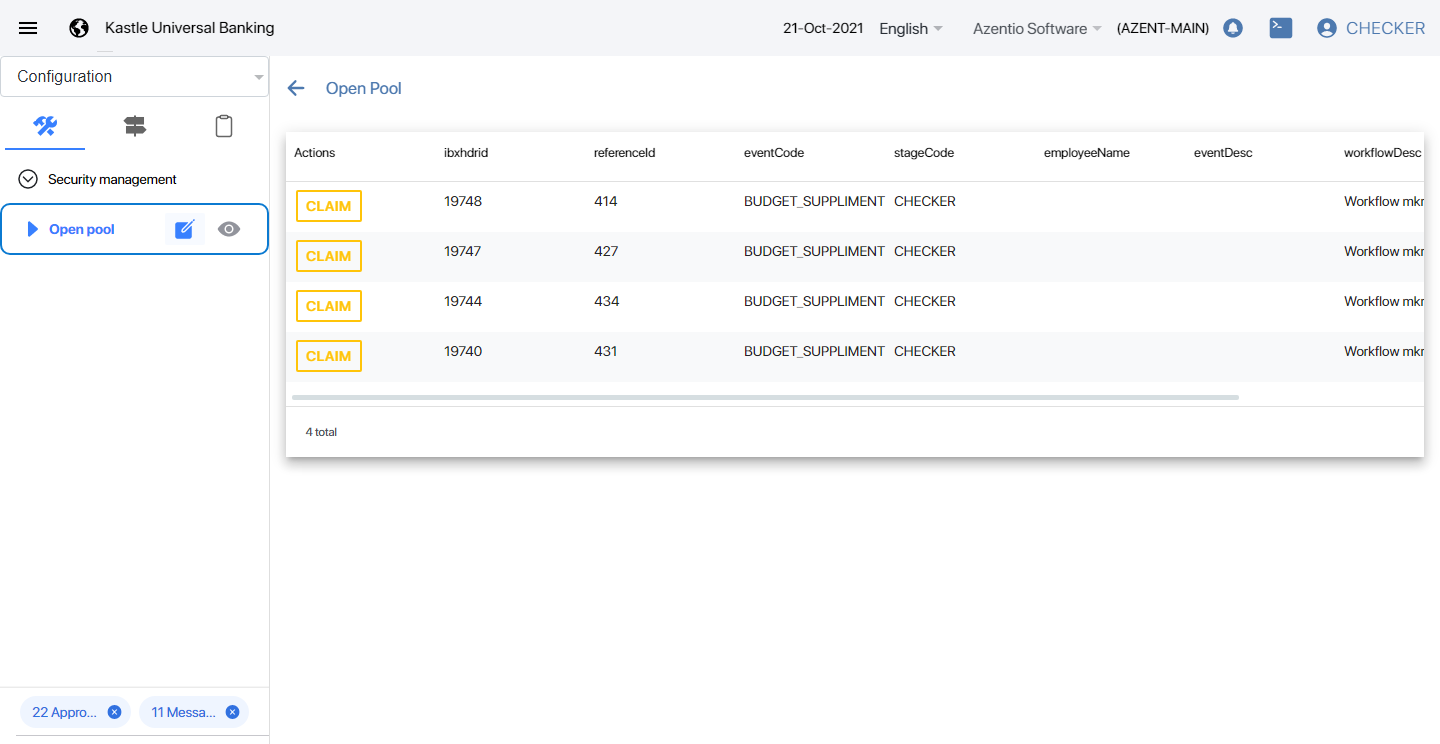 Kastle Universal Banking 21-Oct-2021 English Azentio Software (AZENT-MAIN) CHECKER
Configuration
Open Pool
Security management
Open pool
Actions ibxhdrid referenceId eventCode stageCode employeeName eventDesc workflowDesc
CLAIM 19748 414 BUDGET_SUPPLIMENT CHECKER Workflow mkr
CLAIM 19747 427 BUDGET_SUPPLIMENT CHECKER Workflow mkr
CLAIM 19744 434 BUDGET_SUPPLIMENT CHECKER Workflow mkr
CLAIM 19740 431 BUDGET_SUPPLIMENT CHECKER Workflow mkr
4 total
22 Appro... 11 Messa...